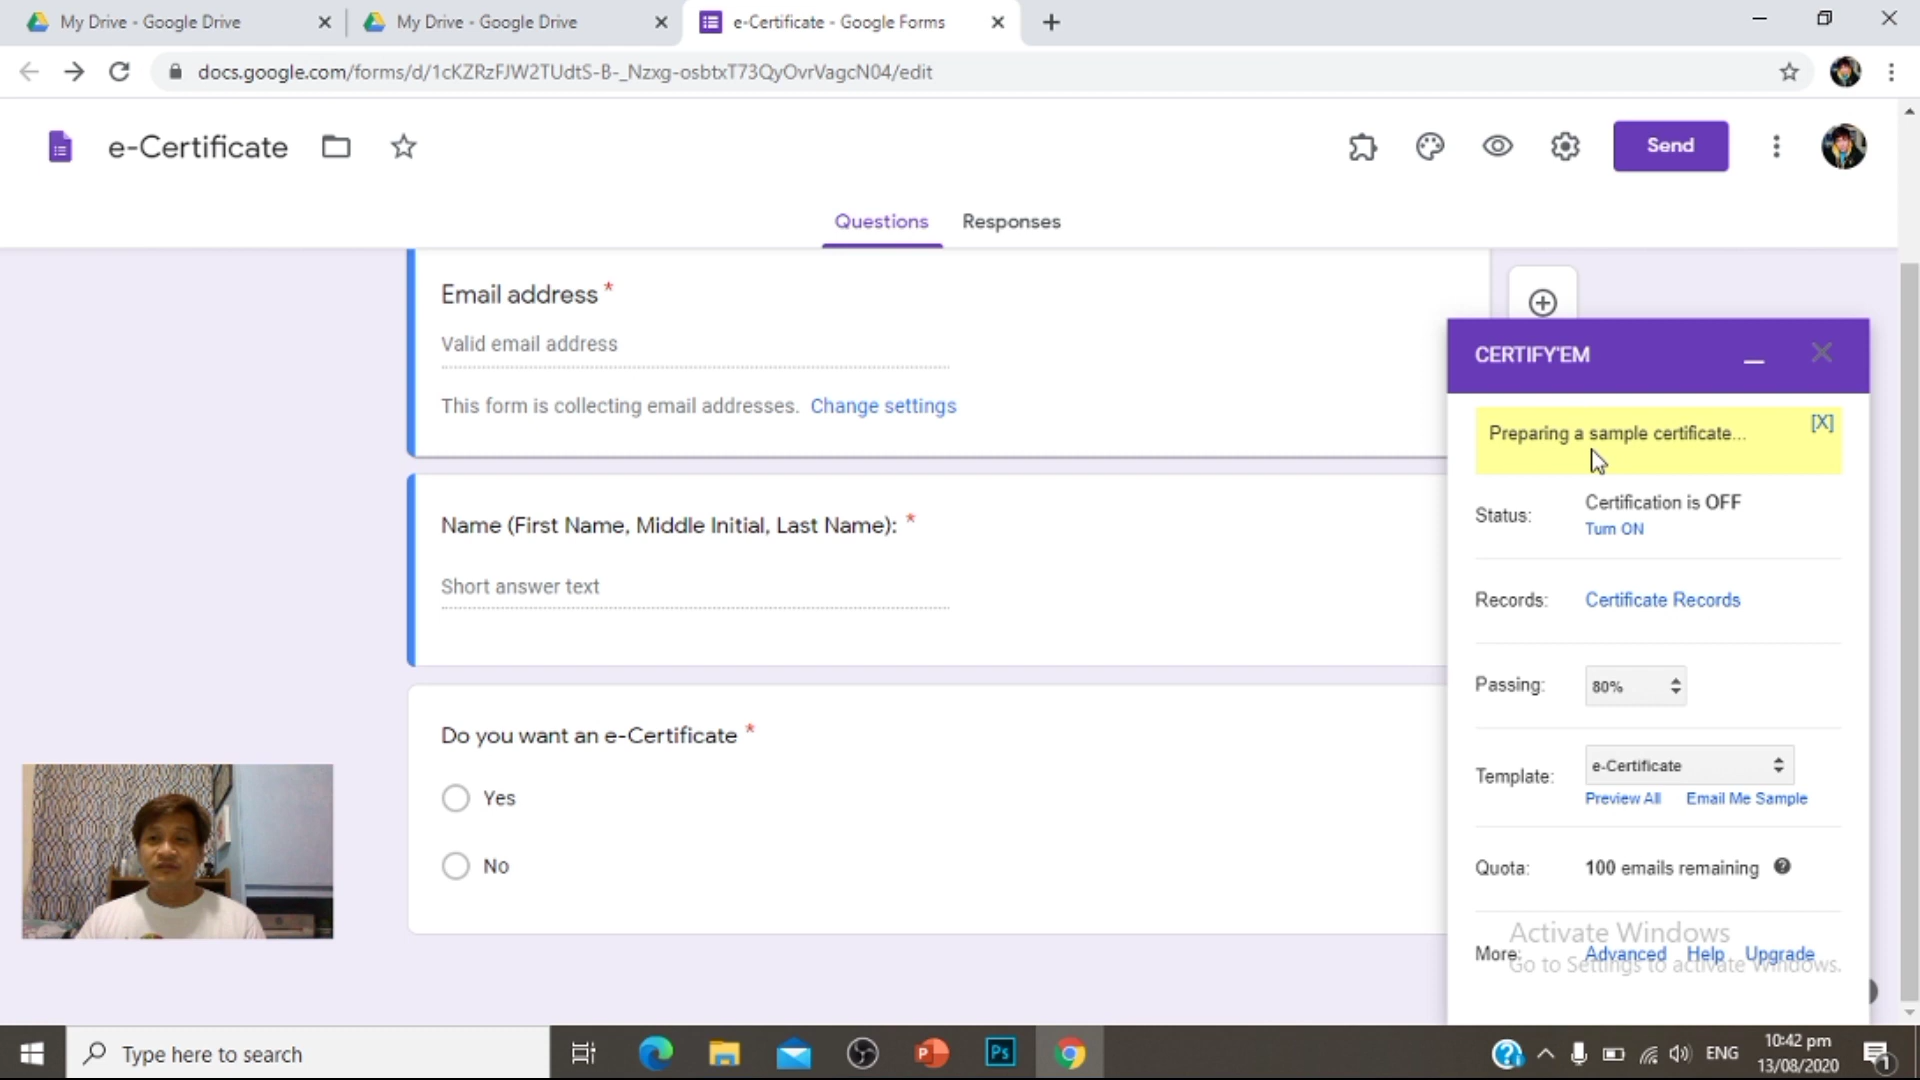 My Drive - Google Drive
My Drive - Google Drive
e-Certificate - Google Forms
docs.google.com/forms/d/1cKZRzFJW2TUdtS-B-_Nzxg-osbtxT73QyOvrVagcN04/edit
e-Certificate
Send
Questions
Responses
Email address *
Valid email address
This form is collecting email addresses. Change settings
Name (First Name, Middle Initial, Last Name): *
Short answer text
Do you want an e-Certificate *
Yes
No
CERTIFY'EM
Preparing a sample certificate...
[X]
Status: Certification is OFF
Turn ON
Records: Certificate Records
Passing: 80%
Template: e-Certificate
Preview All Email Me Sample
Quota: 100 emails remaining
Activate Windows
More: Advanced Help Upgrade
Go to Settings to activate Windows.
Type here to search
ENG
10:42 pm
13/08/2020
1